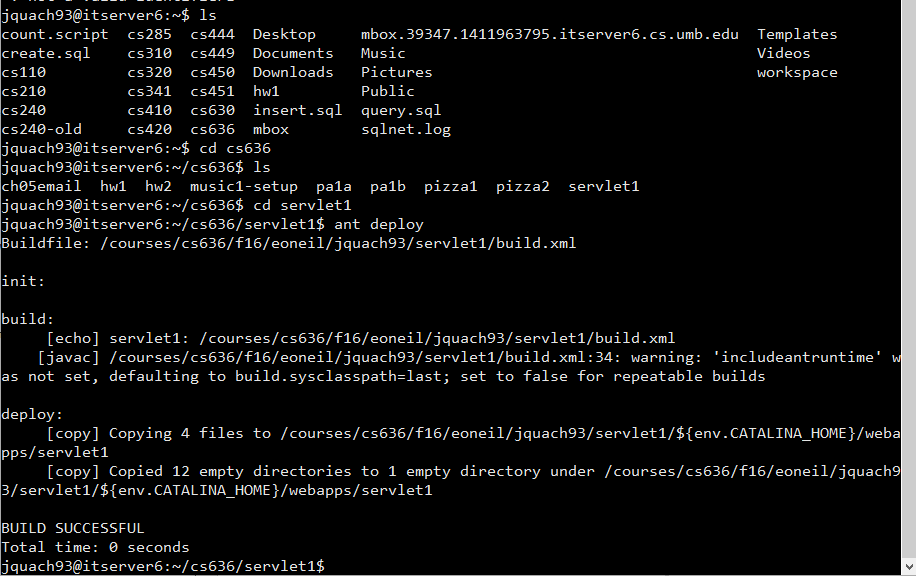 jquach93@itserver6:~$ ls
count.script  cs285  cs444  Desktop     mbox.39347.1411963795.itserver6.cs.umb.edu  Templates
create.sql    cs310  cs449  Documents   Music                                       Videos
cs110         cs320  cs450  Downloads   Pictures                                    workspace
cs210         cs341  cs451  hw1         Public
cs240         cs410  cs630  insert.sql  query.sql
cs240-old     cs420  cs636  mbox        sqlnet.log
jquach93@itserver6:~$ cd cs636
jquach93@itserver6:~/cs636$ ls
ch05email  hw1  hw2  music1-setup  pa1a  pa1b  pizza1  pizza2  servlet1
jquach93@itserver6:~/cs636$ cd servlet1
jquach93@itserver6:~/cs636/servlet1$ ant deploy
Buildfile: /courses/cs636/f16/eoneil/jquach93/servlet1/build.xml
init:
build:
     [echo] servlet1: /courses/cs636/f16/eoneil/jquach93/servlet1/build.xml
    [javac] /courses/cs636/f16/eoneil/jquach93/servlet1/build.xml:34: warning: 'includeantruntime' w
as not set, defaulting to build.sysclasspath=last; set to false for repeatable builds
deploy:
     [copy] Copying 4 files to /courses/cs636/f16/eoneil/jquach93/servlet1/${env.CATALINA_HOME}/weba
pps/servlet1
     [copy] Copied 12 empty directories to 1 empty directory under /courses/cs636/f16/eoneil/jquach9
3/servlet1/${env.CATALINA_HOME}/webapps/servlet1
BUILD SUCCESSFUL
Total time: 0 seconds
jquach93@itserver6:~/cs636/servlet1$